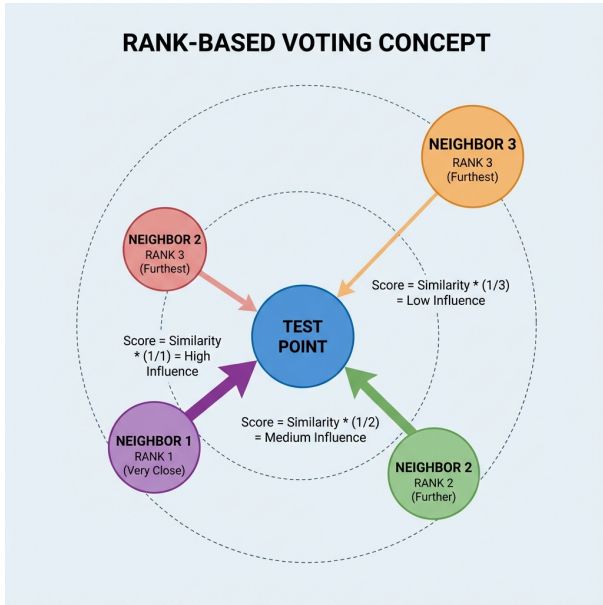 RANK-BASED VOTING CONCEPT
NEIGHBOR 3
RANK 3
(Furthest)
NEIGHBOR 2
RANK 3
(Furthest)
Score = Similarity * (1/3)
= Low Influence
TEST
POINT
Score = Similarity
* (1/1) = High
Influence
Score = Similarity * (1/2)
= Medium Influence
NEIGHBOR 1
RANK 1
(Very Close)
NEIGHBOR 2
RANK 2
(Further)